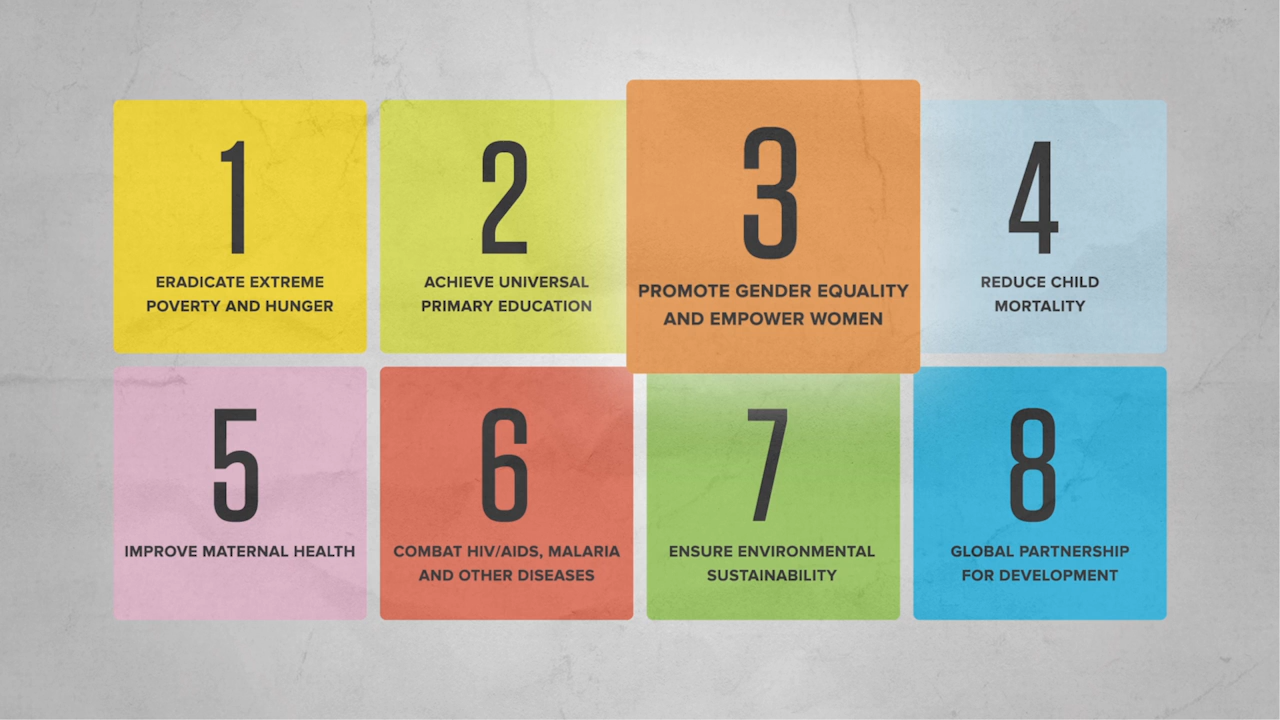 1
ERADICATE EXTREME
POVERTY AND HUNGER
2
ACHIEVE UNIVERSAL
PRIMARY EDUCATION
3
PROMOTE GENDER EQUALITY
AND EMPOWER WOMEN
4
REDUCE CHILD
MORTALITY
5
IMPROVE MATERNAL HEALTH
6
COMBAT HIV/AIDS, MALARIA
AND OTHER DISEASES
7
ENSURE ENVIRONMENTAL
SUSTAINABILITY
8
GLOBAL PARTNERSHIP
FOR DEVELOPMENT